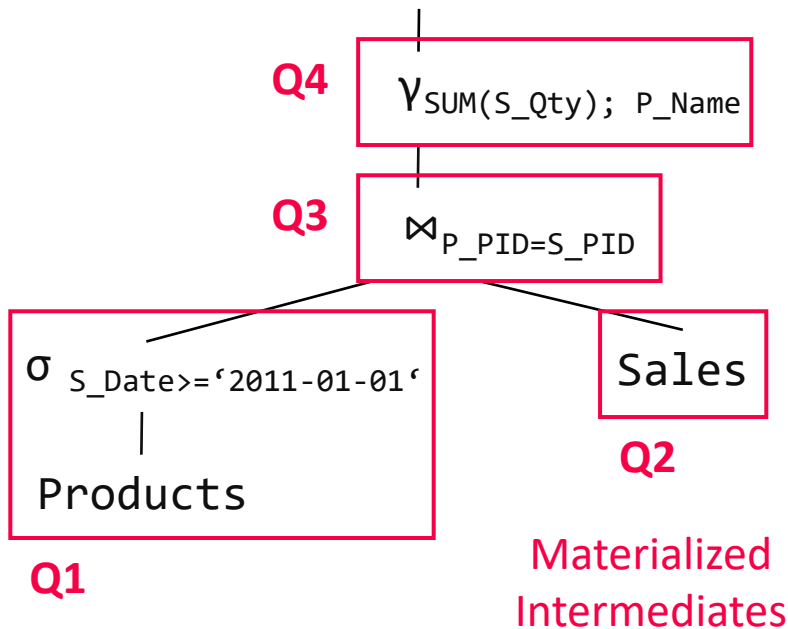 Q4
γSUM(S_Qty); P_Name
Q3
⋈P_PID=S_PID
σ S_Date>=‘2011-01-01‘
Sales
Products
Q2
Q1
Materialized
Intermediates